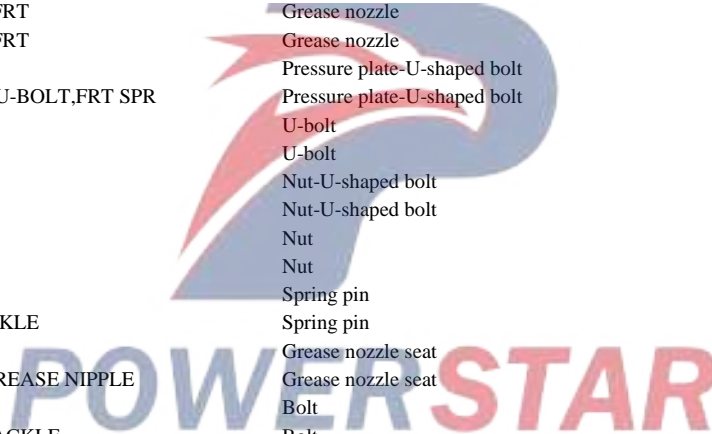 FRT Grease nozzle
FRT Grease nozzle
Pressure plate-U-shaped bolt
U-BOLT,FRT SPR Pressure plate-U-shaped bolt
U-bolt
U-bolt
Nut-U-shaped bolt
Nut-U-shaped bolt
Nut
Nut
Spring pin
KLE Spring pin
Grease nozzle seat
REASE NIPPLE Grease nozzle seat
Bolt
ACKLE Bolt
POWERSTAR